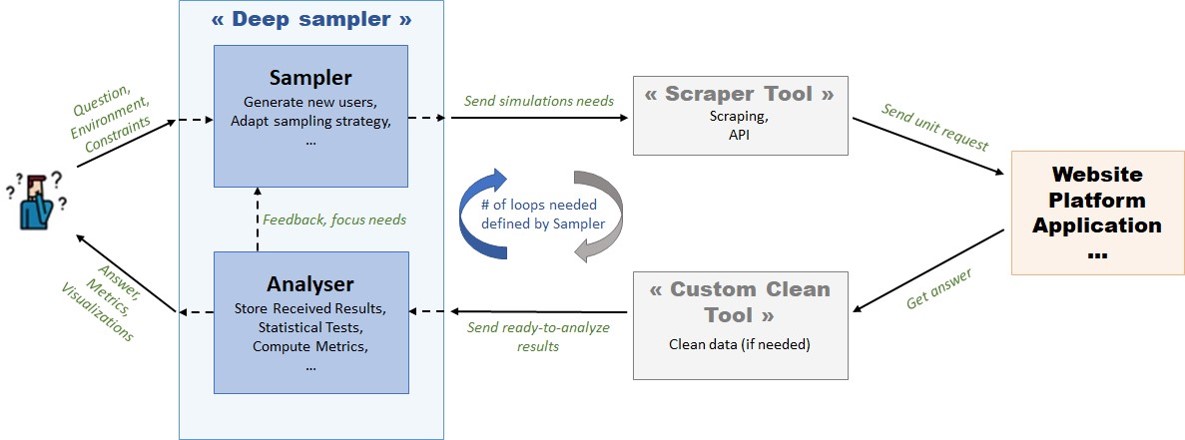 « Deep sampler »
Sampler
Generate new users,
Adapt sampling strategy,
...
Question,
Environment,
Constraints
Send simulations needs
« Scraper Tool »
Scraping,
API
Send unit request
Website
Platform
Application
...
? ? ? ?
Feedback, focus needs
# of loops needed
defined by Sampler
Analyser
Store Received Results,
Statistical Tests,
Compute Metrics,
...
Answer,
Metrics,
Visualizations
Send ready-to-analyze
results
« Custom Clean
Tool »
Clean data (if needed)
Get answer